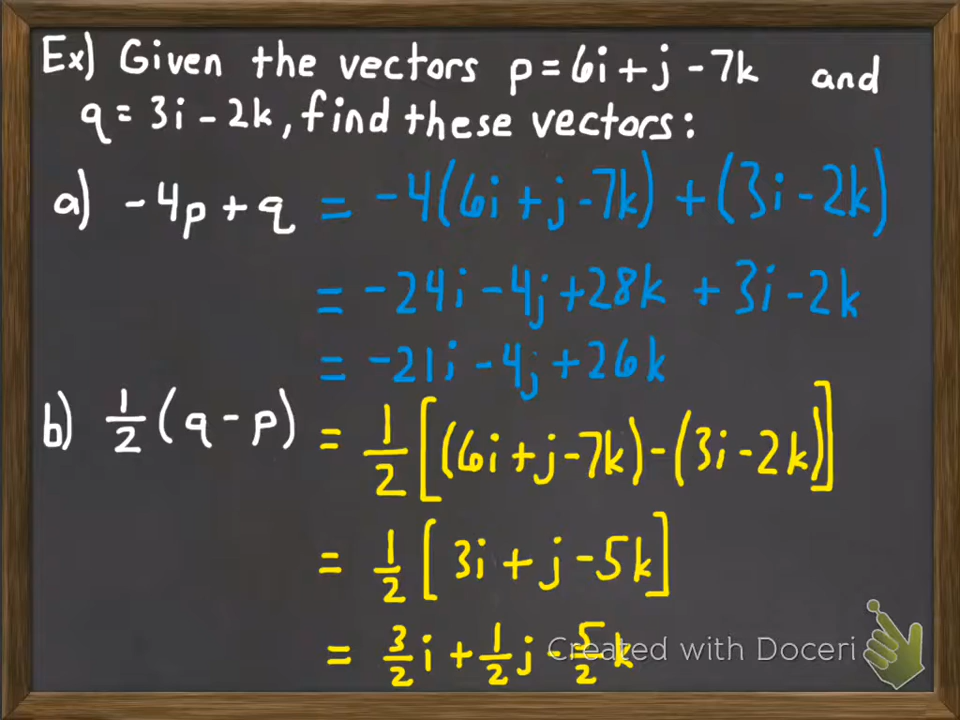 Ex) Given the vectors p = 6i + j - 7k and
q = 3i - 2k, find these vectors:
a) -4p + q = -4(6i + j - 7k) + (3i - 2k)
= -24i - 4j + 28k + 3i - 2k
= -21i - 4j + 26k
b) 1/2 (q - p) = 1/2 [(6i + j - 7k) - (3i - 2k)]
= 1/2 [3i + j - 5k]
= 3/2 i + 1/2 j - 5/2 k
Created with Doceri